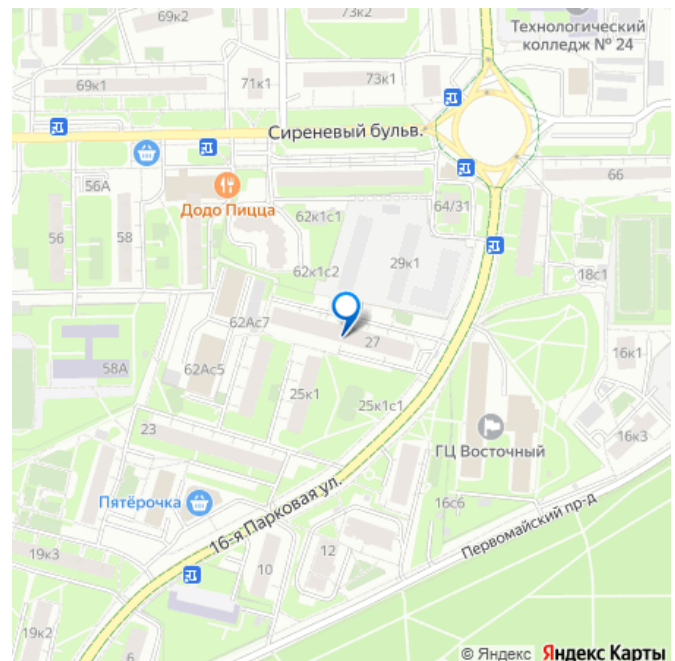 73к2
Технологический
колледж № 24
69к2
69к1
71к1
73к1
Сиреневый бульв.
66
56А
Додо Пицца
62к1с1
64/31
56
58
62к1с2
29к1
18с1
62Ас7
27
16к1
58А
62Ас5
25к1
25к1с1
23
ГЦ Восточный
16к3
Пятёрочка
16-я Парковая ул.
16с6
Первомайский пр-д
19к3
12
10
19к2
6
© Яндекс Яндекс Карты